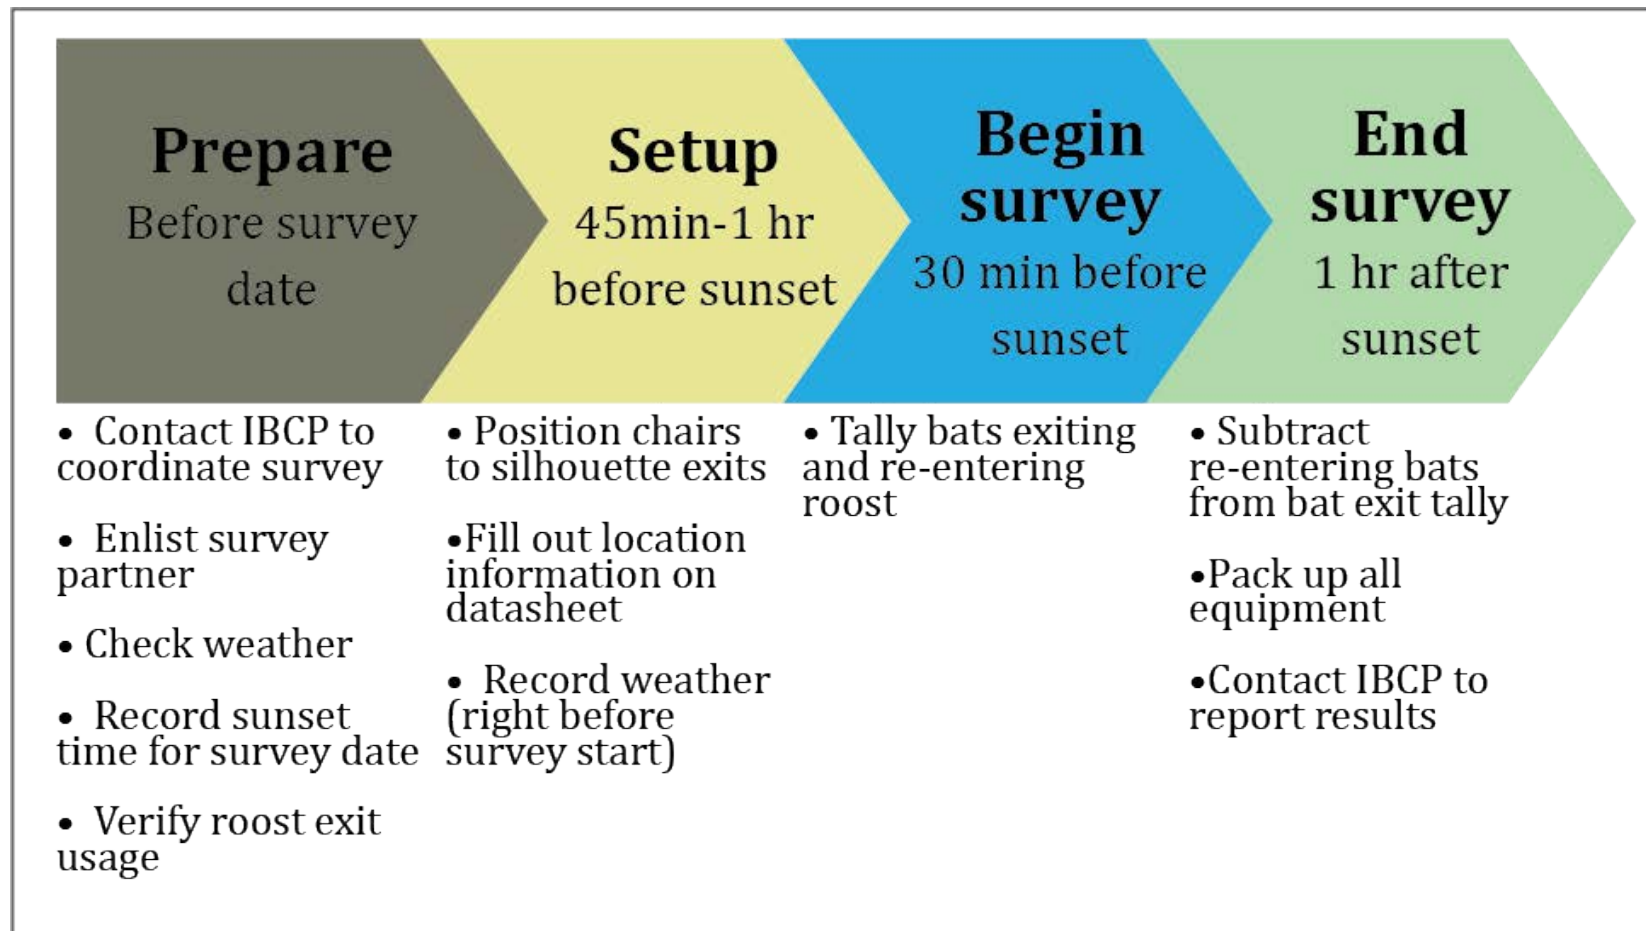 Prepare
Before survey
date
Setup
45min-1 hr
before sunset
Begin
survey
30 min before
sunset
End
survey
1 hr after
sunset
• Contact IBCP to
coordinate survey
• Enlist survey
partner
• Check weather
• Record sunset
time for survey date
• Verify roost exit
usage
• Position chairs
to silhouette exits
•Fill out location
information on
datasheet
• Record weather
(right before
survey start)
• Tally bats exiting
and re-entering
roost
• Subtract
re-entering bats
from bat exit tally
•Pack up all
equipment
•Contact IBCP to
report results